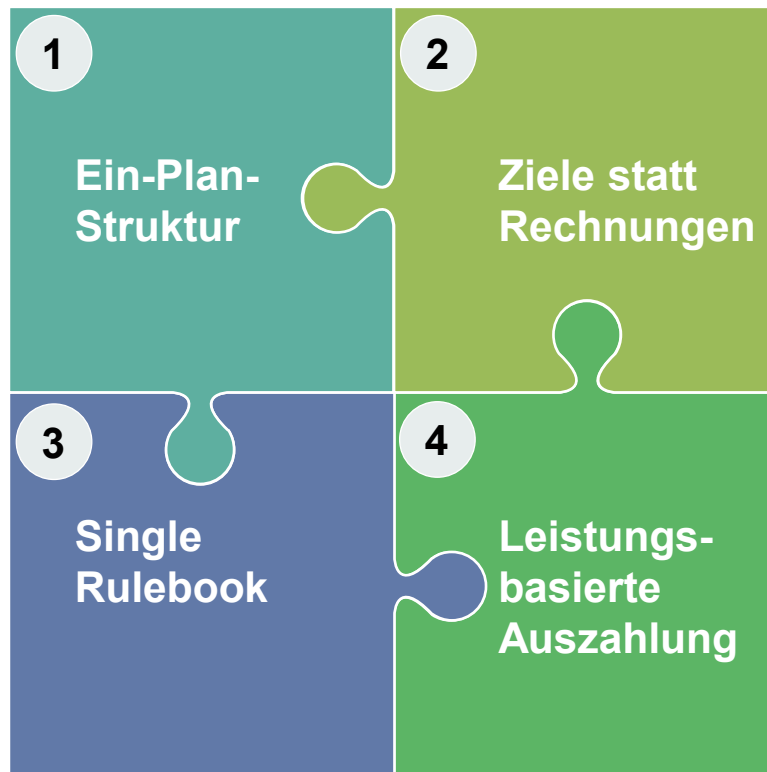 1
Ein-Plan-
Struktur
2
Ziele statt
Rechnungen
3
Single
Rulebook
4
Leistungs-
basierte
Auszahlung